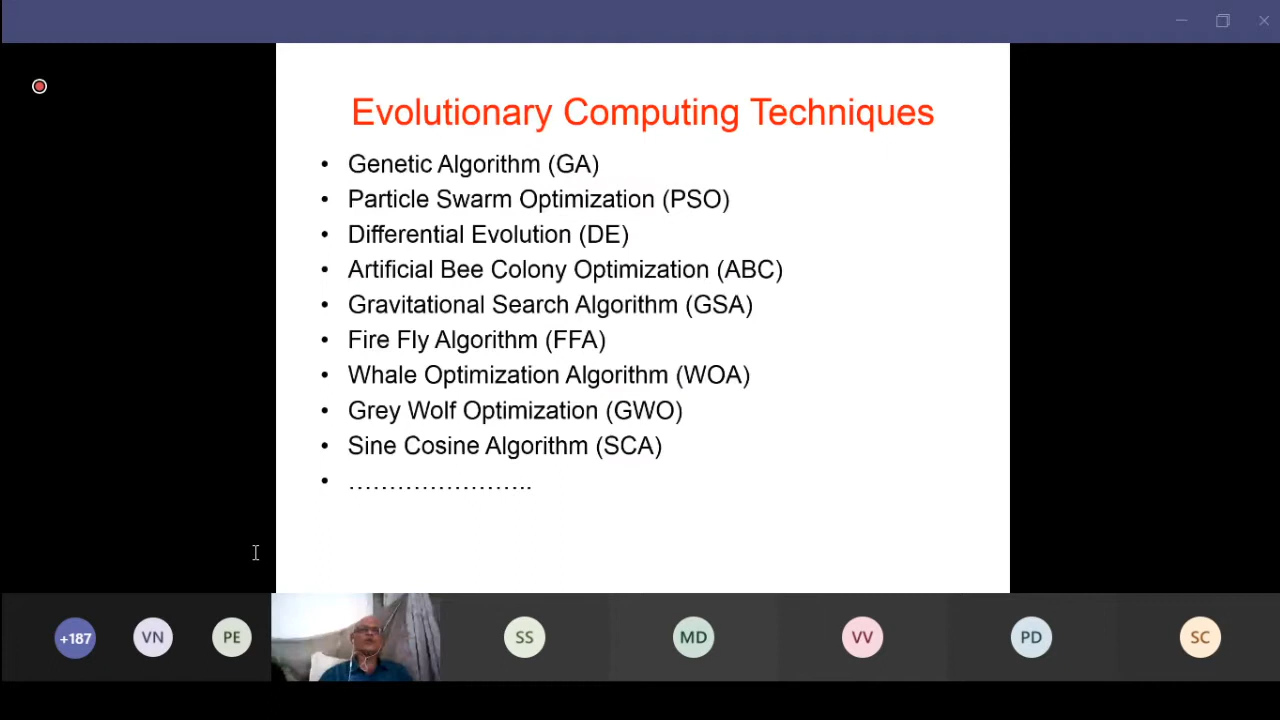 Evolutionary Computing Techniques
• Genetic Algorithm (GA)
• Particle Swarm Optimization (PSO)
• Differential Evolution (DE)
• Artificial Bee Colony Optimization (ABC)
• Gravitational Search Algorithm (GSA)
• Fire Fly Algorithm (FFA)
• Whale Optimization Algorithm (WOA)
• Grey Wolf Optimization (GWO)
• Sine Cosine Algorithm (SCA)
• …………………..
+187 VN PE SS MD VV PD SC